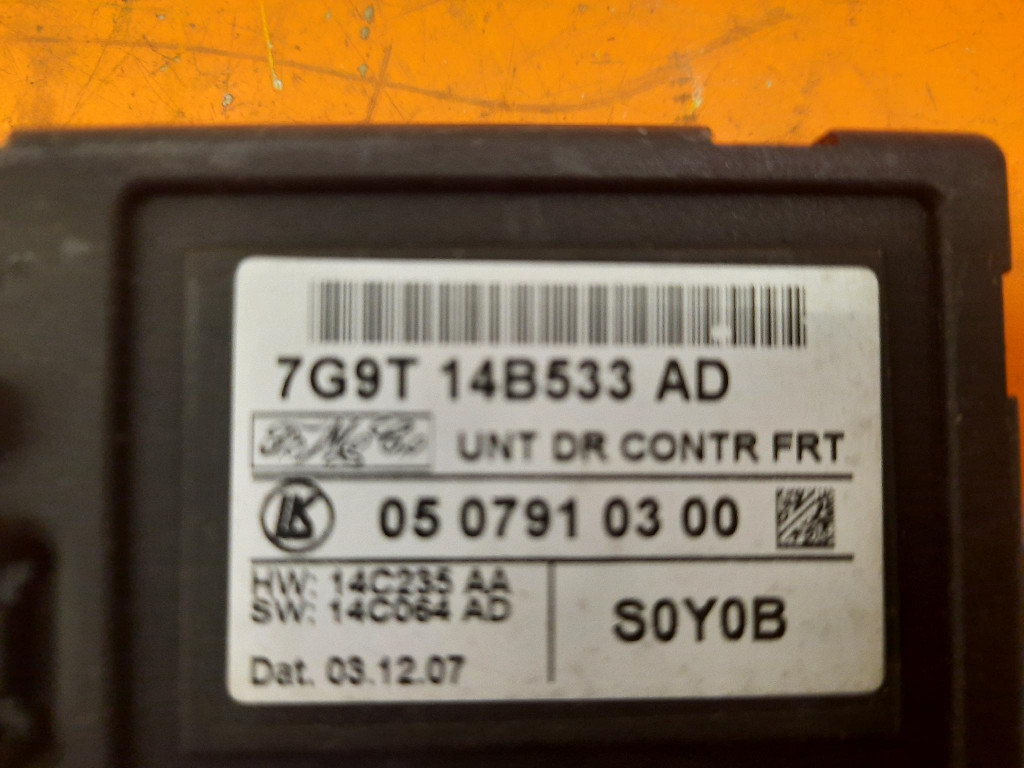 7G9T 14B533 AD
UNT DR CONTR FRT
05 0791 03 00
HW: 14C235 AA
SW: 14C064 AD
S0Y0B
Dat. 03.12.07